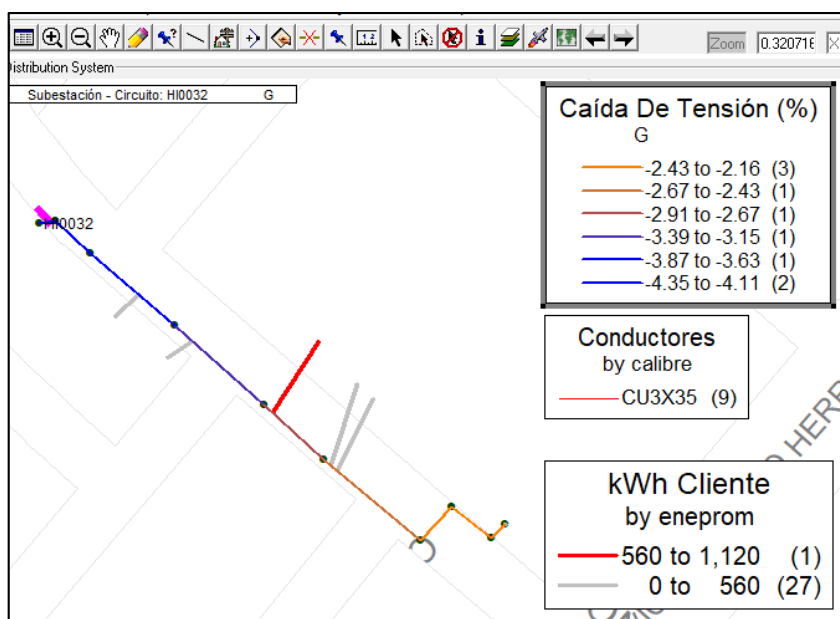 Zoom 0.320716 X
istribution System
Subestación - Circuito: HI0032 G
HI0032
Caída De Tensión (%)
G
-2.43 to -2.16 (3)
-2.67 to -2.43 (1)
-2.91 to -2.67 (1)
-3.39 to -3.15 (1)
-3.87 to -3.63 (1)
-4.35 to -4.11 (2)
Conductores
by calibre
CU3X35 (9)
kWh Cliente
by eneprom
560 to 1,120 (1)
0 to 560 (27)
HERR
C